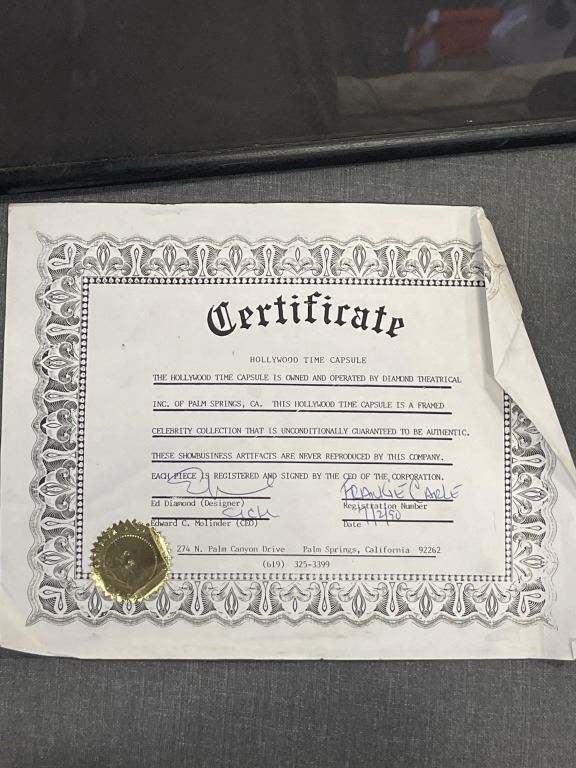 Certificate
HOLLYWOOD TIME CAPSULE
THE HOLLYWOOD TIME CAPSULE IS OWNED AND OPERATED BY DIAMOND THEATRICAL
INC. OF PALM SPRINGS, CA. THIS HOLLYWOOD TIME CAPSULE IS A FRAMED
CELEBRITY COLLECTION THAT IS UNCONDITIONALLY GUARANTEED TO BE AUTHENTIC.
THESE SHOWBUSINESS ARTIFACTS ARE NEVER REPRODUCED BY THIS COMPANY.
EACH PIECE IS REGISTERED AND SIGNED BY THE CEO OF THE CORPORATION.
FRANKIE CARLE
Ed Diamond (Designer) Registration Number
Edward C. Molinder (CEO) Date
274 N. Palm Canyon Drive Palm Springs, California 92262
(619) 325-3399